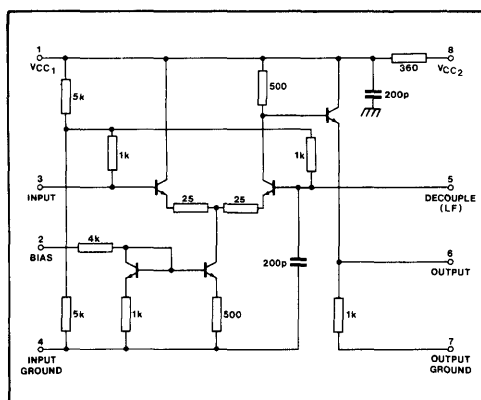 1
VCC1
8
VCC2
360
500
200p
5k
1k
1k
3
INPUT
25
25
5
DECOUPLE
(LF)
2
BIAS
4k
200p
6
OUTPUT
5k
1k
500
1k
4
INPUT
GROUND
7
OUTPUT
GROUND